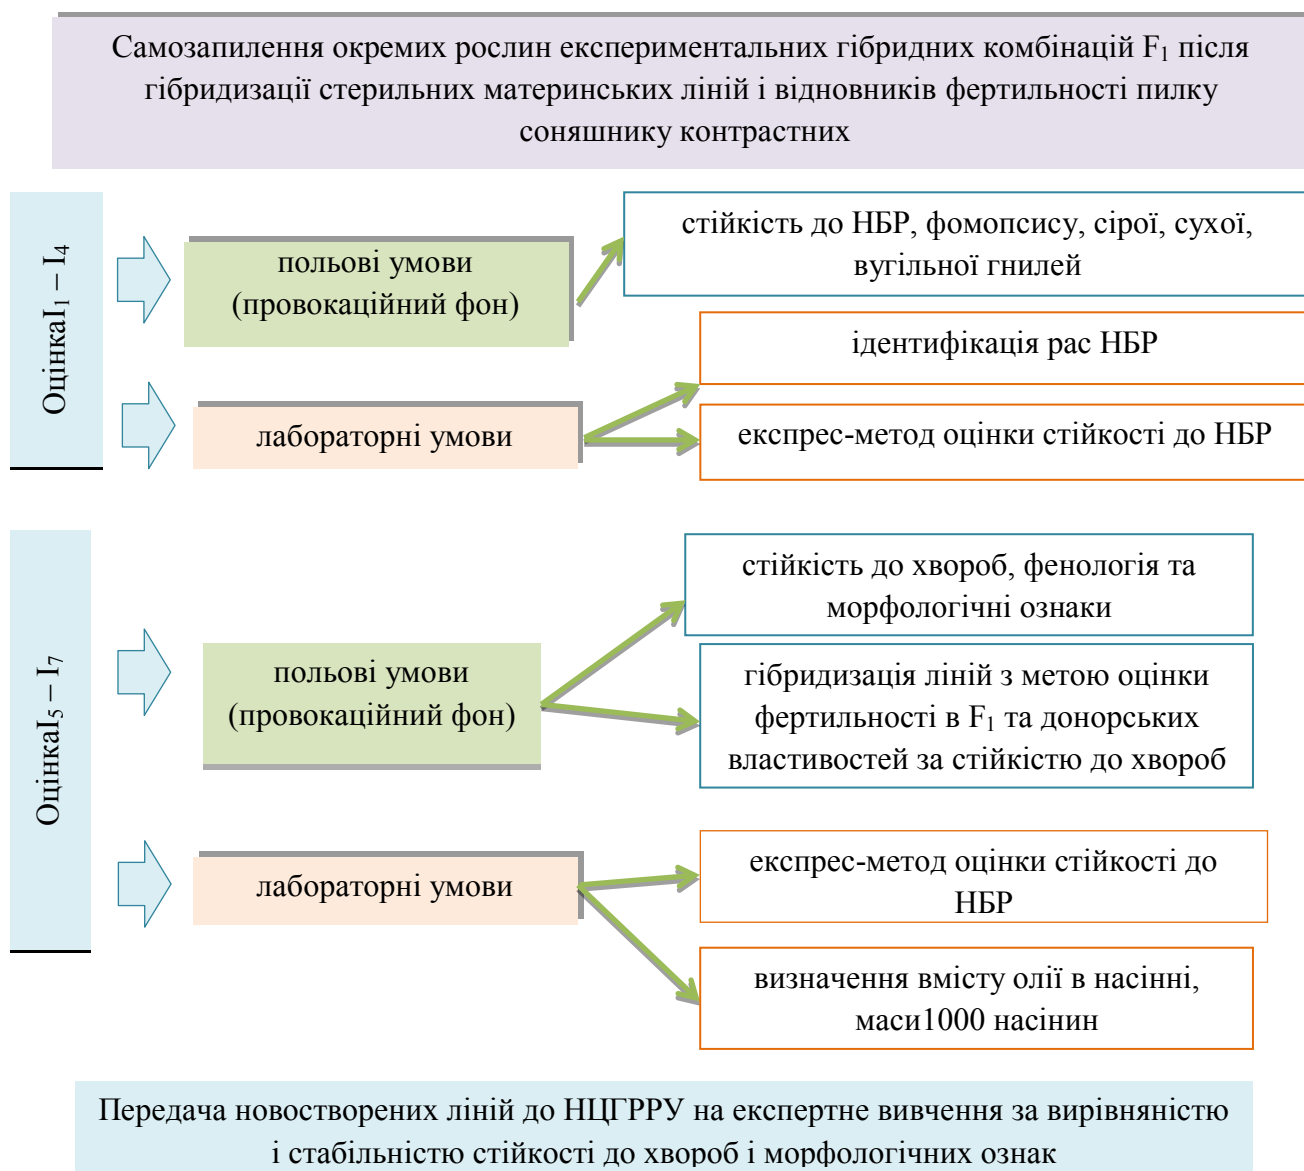 Самозапилення окремих рослин експериментальних гібридних комбінацій F₁ після
гібридизації стерильних материнських ліній і відновників фертильності пилку
соняшнику контрастних
ОцінкаI₁ – I₄
польові умови
(провокаційний фон)
стійкість до НБР, фомопсису, сірої, сухої,
вугільної гнилей
лабораторні умови
ідентифікація рас НБР
експрес-метод оцінки стійкості до НБР
ОцінкаI₅ – I₇
польові умови
(провокаційний фон)
стійкість до хвороб, фенологія та
морфологічні ознаки
гібридизація ліній з метою оцінки
фертильності в F₁ та донорських
властивостей за стійкістю до хвороб
лабораторні умови
експрес-метод оцінки стійкості до
НБР
визначення вмісту олії в насінні,
маси1000 насінин
Передача новостворених ліній до НЦГРРУ на експертне вивчення за вирівняністю
і стабільністю стійкості до хвороб і морфологічних ознак